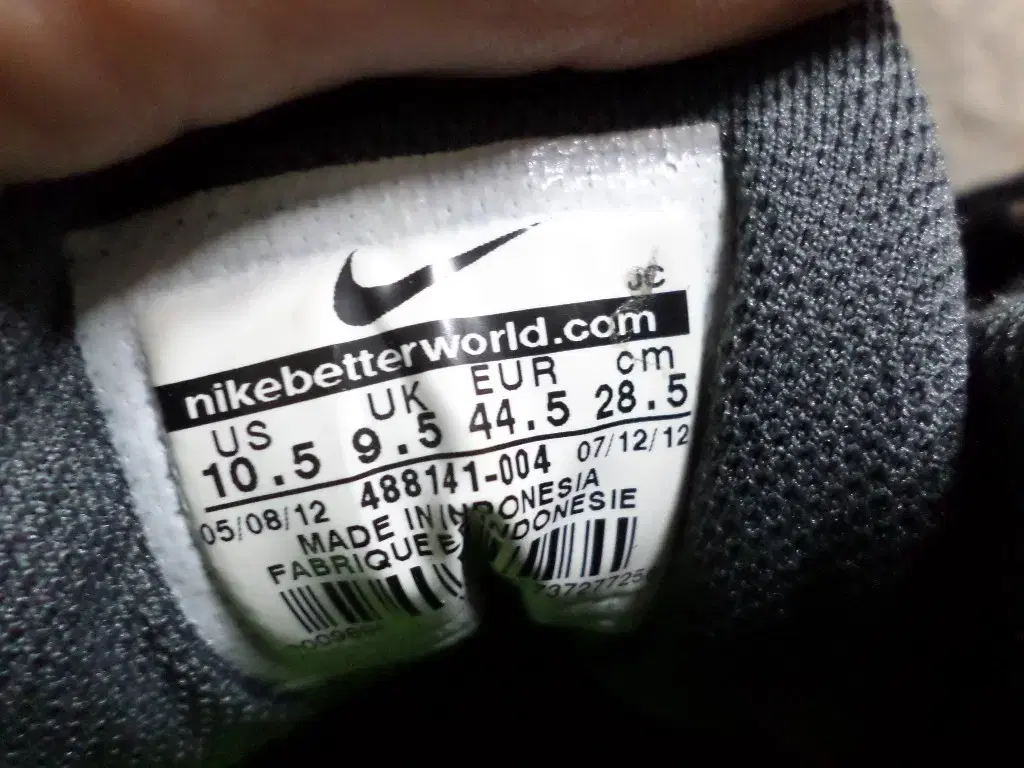 JC
nikebetterworld.com
US UK EUR cm
10.5 9.5 44.5 28.5
05/08/12 488141-004 07/12/12
MADE IN INDONESIA
FABRIQUE EN INDONESIE